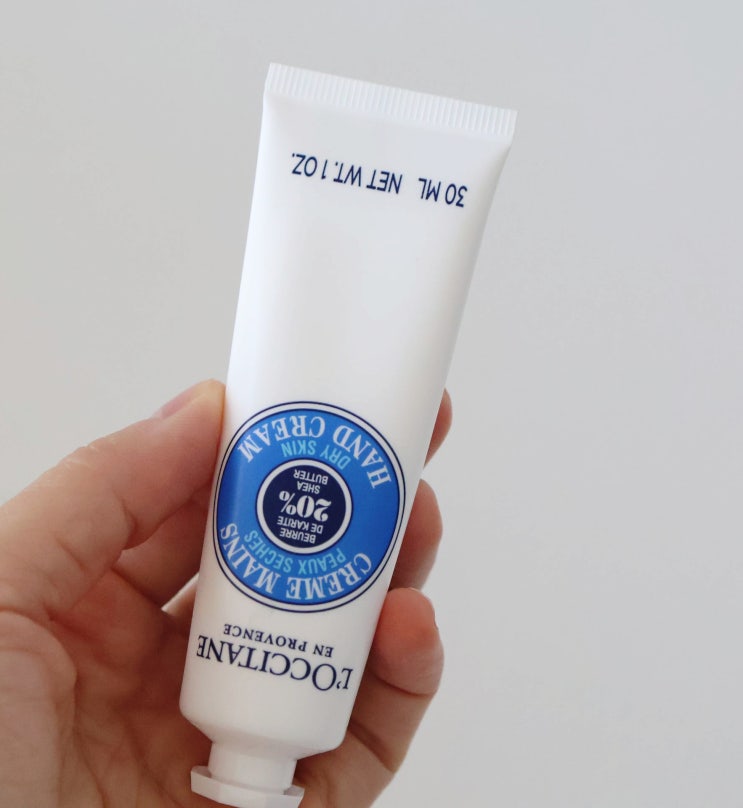 L'OCCITANE
EN PROVENCE
CREME MAINS
PEAUX SECHES
BEURRE
DE KARITE
20%
SHEA
BUTTER
DRY SKIN
HAND CREAM
30 ML NET WT. 1 OZ.